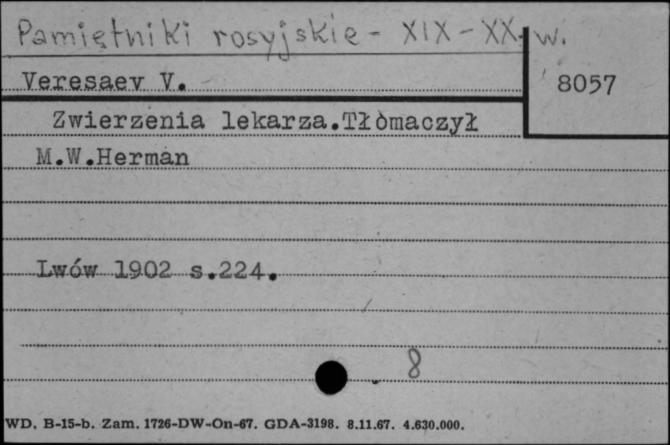 Pamiętniki rosyjskie - XIX - XX. w.
Veresaev V.
8057
Zwierzenia lekarza.Tłòmaczył
M.W.Herman
Lwów 1902 s.224.
8
WD. B-15-b. Zam. 1726-DW-On-67. GDA-3198. 8.11.67. 4.630.000.